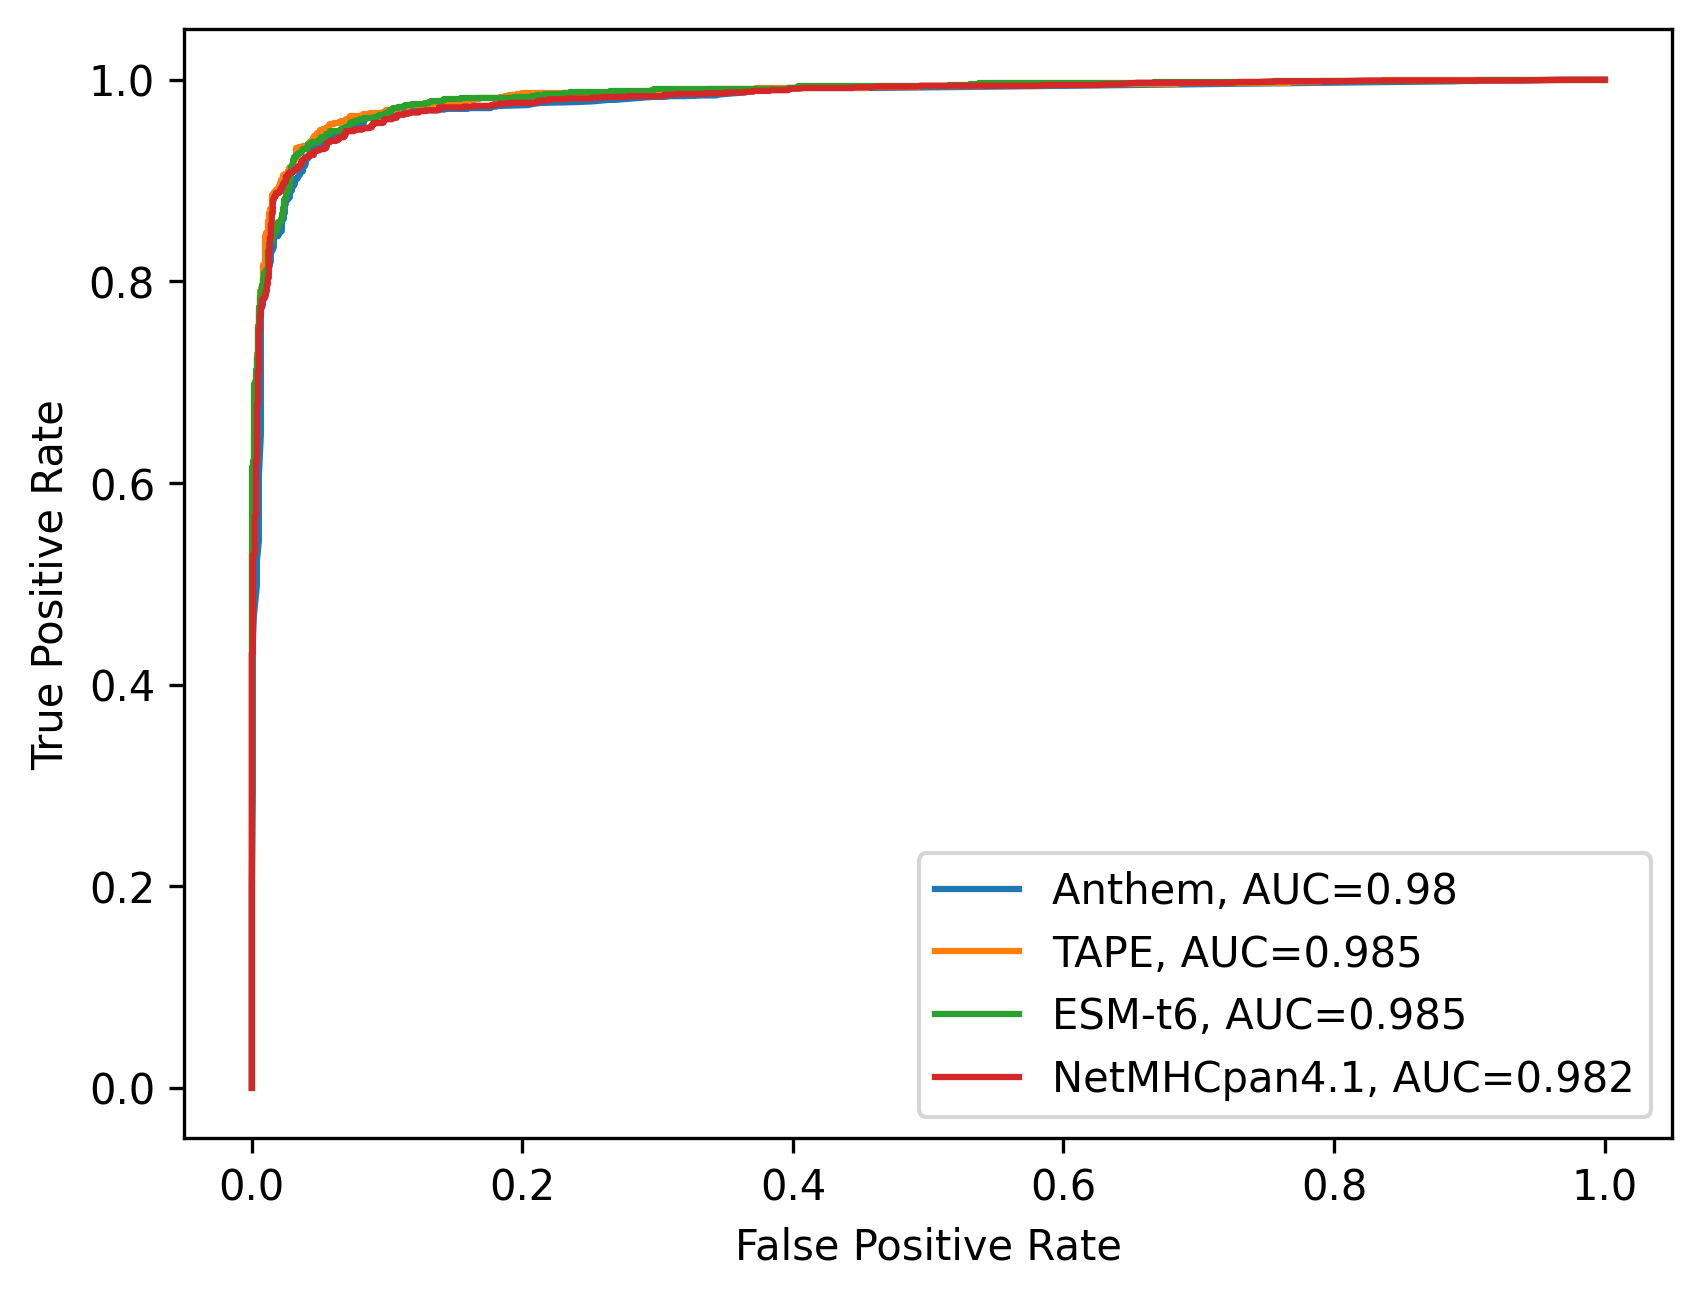 1.0
0.8
0.6
0.4
0.2
0.0
True Positive Rate
Anthem, AUC=0.98
TAPE, AUC=0.985
ESM-t6, AUC=0.985
NetMHCpan4.1, AUC=0.982
0.0 0.2 0.4 0.6 0.8 1.0
False Positive Rate